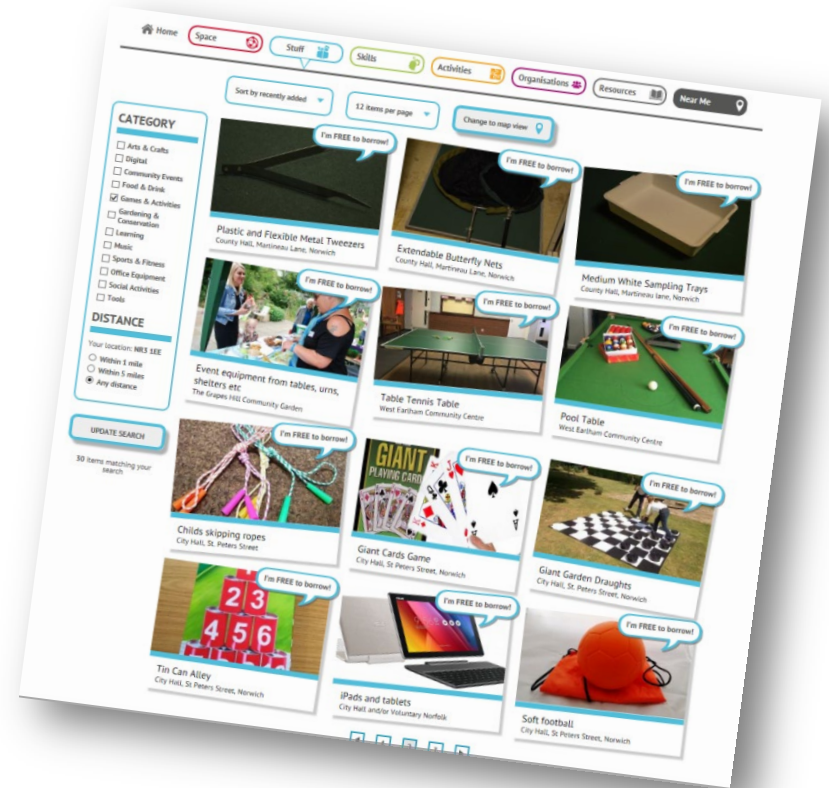 Home
Space
Stuff
Skills
Activities
Organisations
Resources
Near Me
Sort by recently added
12 items per page
Change to map view
CATEGORY
Arts & Crafts
Digital
Community Events
Food & Drink
Games & Activities
Gardening &
Conservation
Learning
Music
Sports & Fitness
Office Equipment
Social Activities
Tools
DISTANCE
Your location: NR3 1EE
Within 1 mile
Within 5 miles
Any distance
UPDATE SEARCH
30 items matching your
search
I'm FREE to borrow!
Plastic and Flexible Metal Tweezers
County Hall, Martineau Lane, Norwich
I'm FREE to borrow!
Extendable Butterfly Nets
County Hall, Martineau Lane, Norwich
I'm FREE to borrow!
Medium White Sampling Trays
County Hall, Martineau lane, Norwich
I'm FREE to borrow!
Event equipment from tables, urns,
shelters etc
The Grapes Hill Community Garden
I'm FREE to borrow!
Table Tennis Table
West Earlham Community Centre
I'm FREE to borrow!
Pool Table
West Earlham Community Centre
I'm FREE to borrow!
Childs skipping ropes
City Hall, St. Peters Street
I'm FREE to borrow!
GIANT
PLAYING CARD
Giant Cards Game
City Hall, St Peters Street, Norwich
I'm FREE to borrow!
Giant Garden Draughts
City Hall, St. Peters Street, Norwich
I'm FREE to borrow!
2 3
4 5 6
Tin Can Alley
City Hall, St Peters Street, Norwich
I'm FREE to borrow!
iPads and tablets
City Hall and/or Voluntary Norfolk
I'm FREE to borrow!
Soft football
City Hall, St Peters Street, Norwich